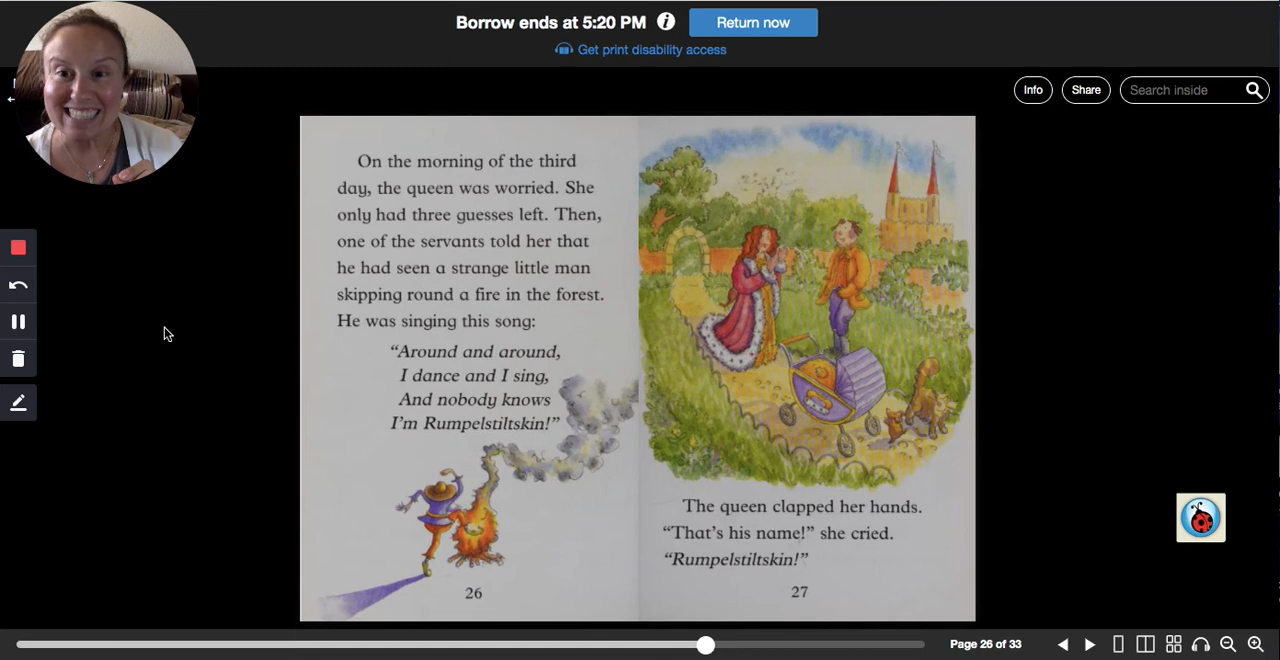 Borrow ends at 5:20 PM i Return now
Get print disability access
Info Share Search inside
On the morning of the third
day, the queen was worried. She
only had three guesses left. Then,
one of the servants told her that
he had seen a strange little man
skipping round a fire in the forest.
He was singing this song:
“Around and around,
I dance and I sing,
And nobody knows
I’m Rumpelstiltskin!”
26
The queen clapped her hands.
“That’s his name!” she cried.
“Rumpelstiltskin!”
27
Page 26 of 33